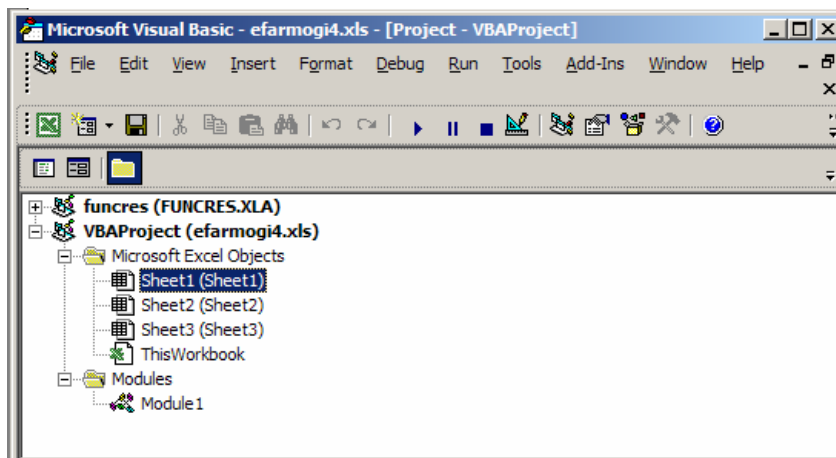 Microsoft Visual Basic - efarmogi4.xls - [Project - VBAProject]
File Edit View Insert Format Debug Run Tools Add-Ins Window Help
funcres (FUNCRES.XLA)
VBAProject (efarmogi4.xls)
Microsoft Excel Objects
Sheet1 (Sheet1)
Sheet2 (Sheet2)
Sheet3 (Sheet3)
ThisWorkbook
Modules
Module1